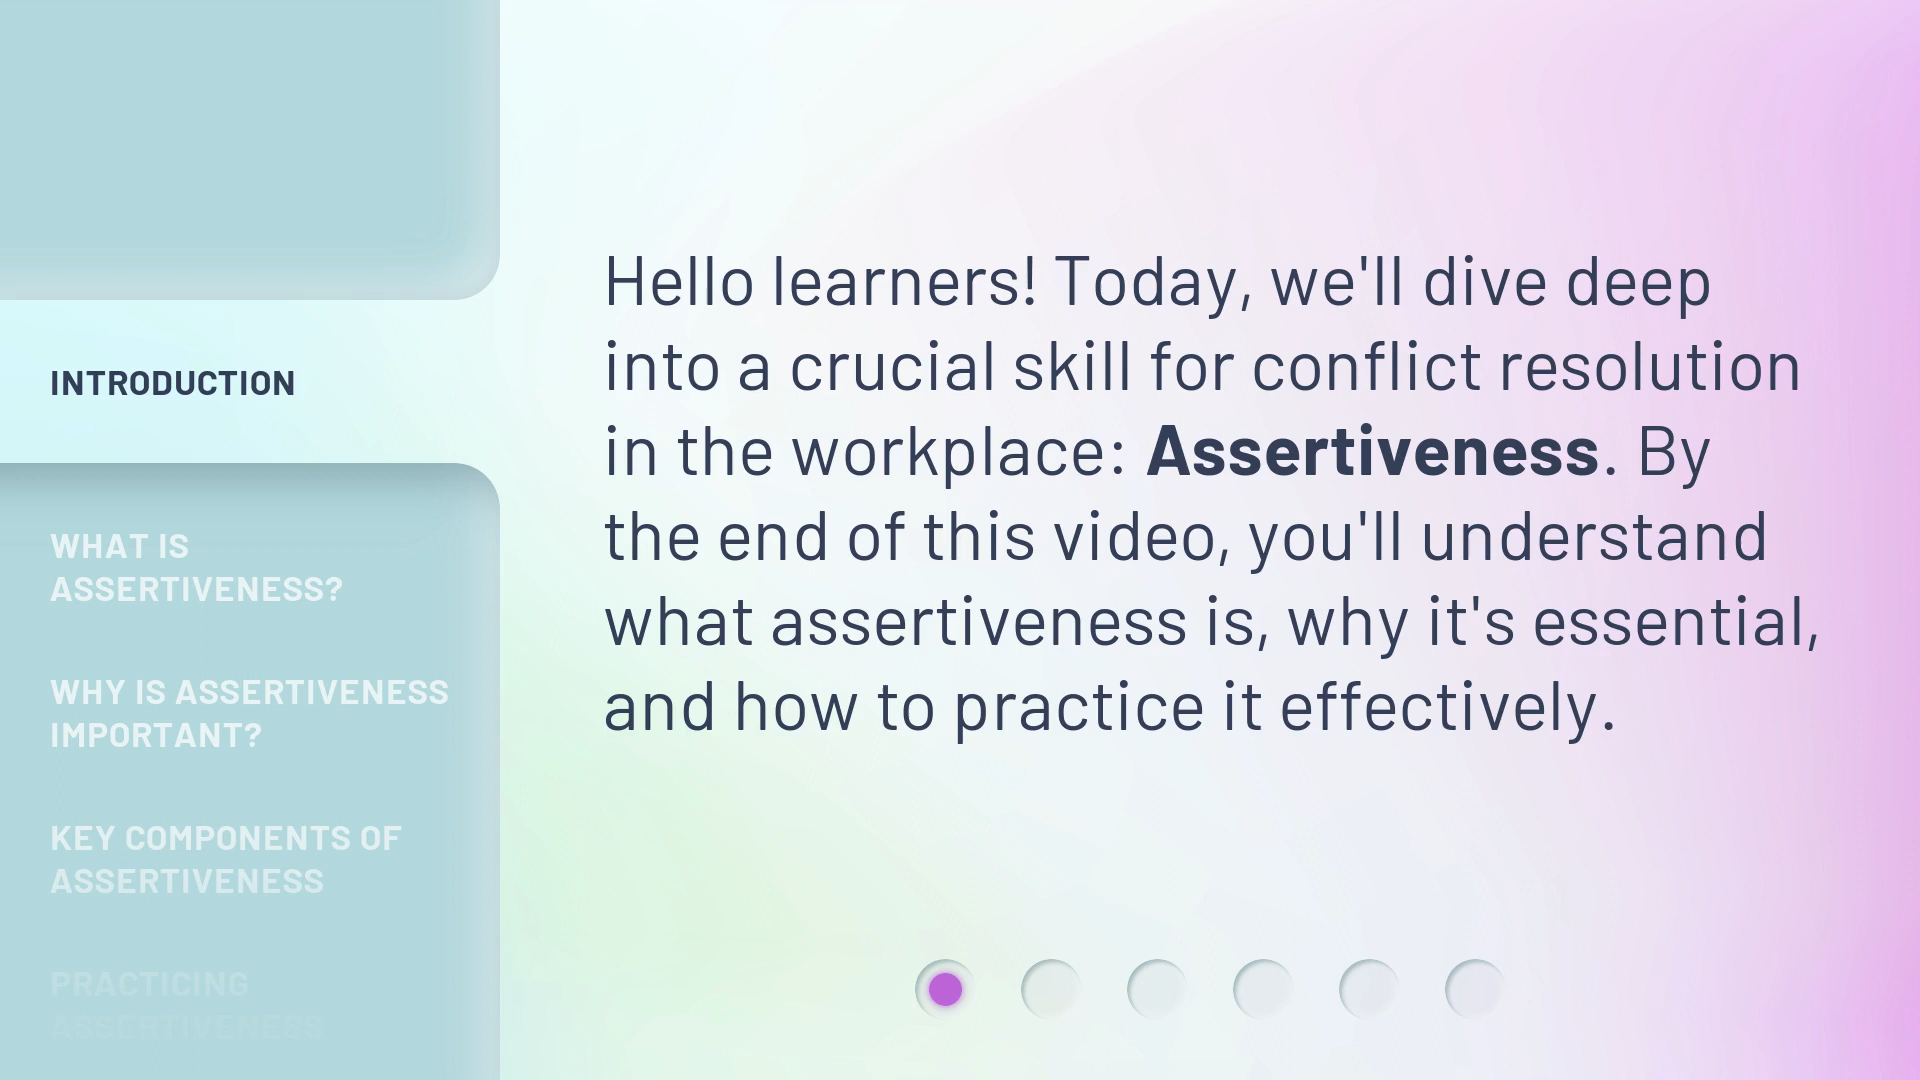 INTRODUCTION
WHAT IS
ASSERTIVENESS?
WHY IS ASSERTIVENESS
IMPORTANT?
KEY COMPONENTS OF
ASSERTIVENESS
PRACTICING
ASSERTIVENESS
Hello learners! Today, we'll dive deep
into a crucial skill for conflict resolution
in the workplace: Assertiveness. By
the end of this video, you'll understand
what assertiveness is, why it's essential,
and how to practice it effectively.